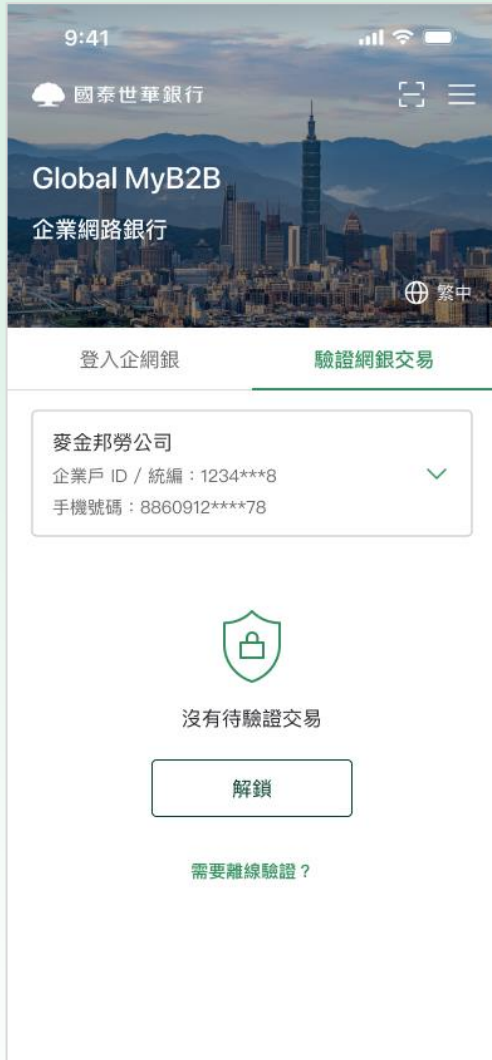 9:41
國泰世華銀行
Global MyB2B
企業網路銀行
繁中
登入企網銀
驗證網銀交易
麥金邦勞公司
企業戶 ID / 統編：1234***8
手機號碼：8860912****78
沒有待驗證交易
解鎖
需要離線驗證？